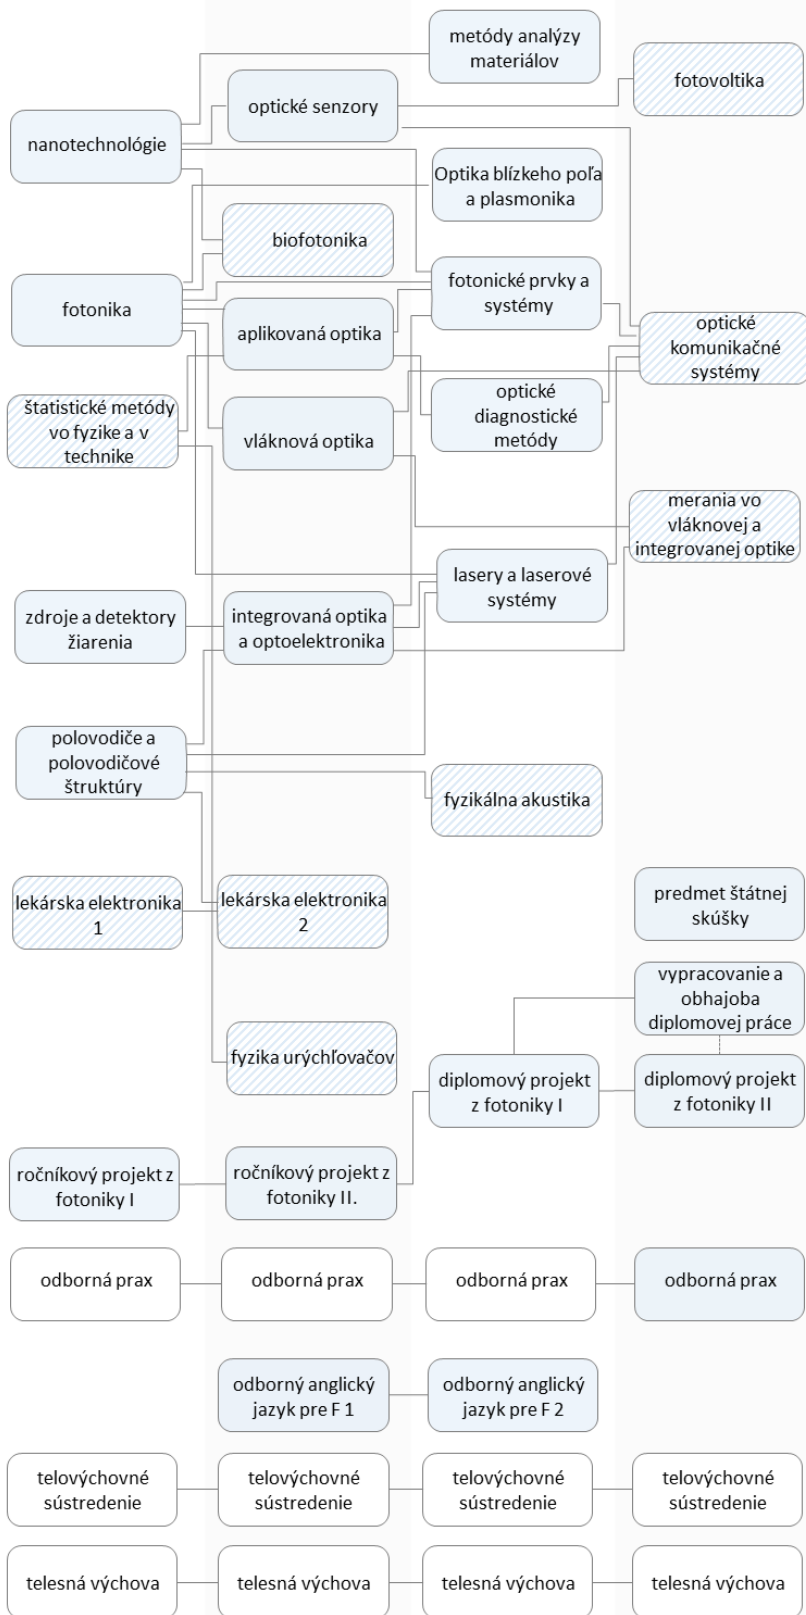 metódy analýzy
materiálov
fotovoltika
optické senzory
nanotechnológie
Optika blízkeho poľa
a plasmonika
biofotonika
fotonické prvky a
systémy
fotonika
aplikovaná optika
optické
komunikačné
systémy
optické
diagnostické
metódy
štatistické metódy
vo fyzike a v
technike
vláknová optika
merania vo
vláknovej a
integrovanej optike
lasery a laserové
systémy
zdroje a detektory
žiarenia
integrovaná optika
a optoelektronika
polovodiče a
polovodičové
štruktúry
fyzikálna akustika
lekárska elektronika
1
lekárska elektronika
2
predmet štátnej
skúšky
vypracovanie a
obhajoba
diplomovej práce
fyzika urýchľovačov
diplomový projekt
z fotoniky I
diplomový projekt
z fotoniky II
ročníkový projekt z
fotoniky I
ročníkový projekt z
fotoniky II.
odborná prax
odborná prax
odborná prax
odborná prax
odborný anglický
jazyk pre F 1
odborný anglický
jazyk pre F 2
telovýchovné
sústredenie
telovýchovné
sústredenie
telovýchovné
sústredenie
telovýchovné
sústredenie
telesná výchova
telesná výchova
telesná výchova
telesná výchova